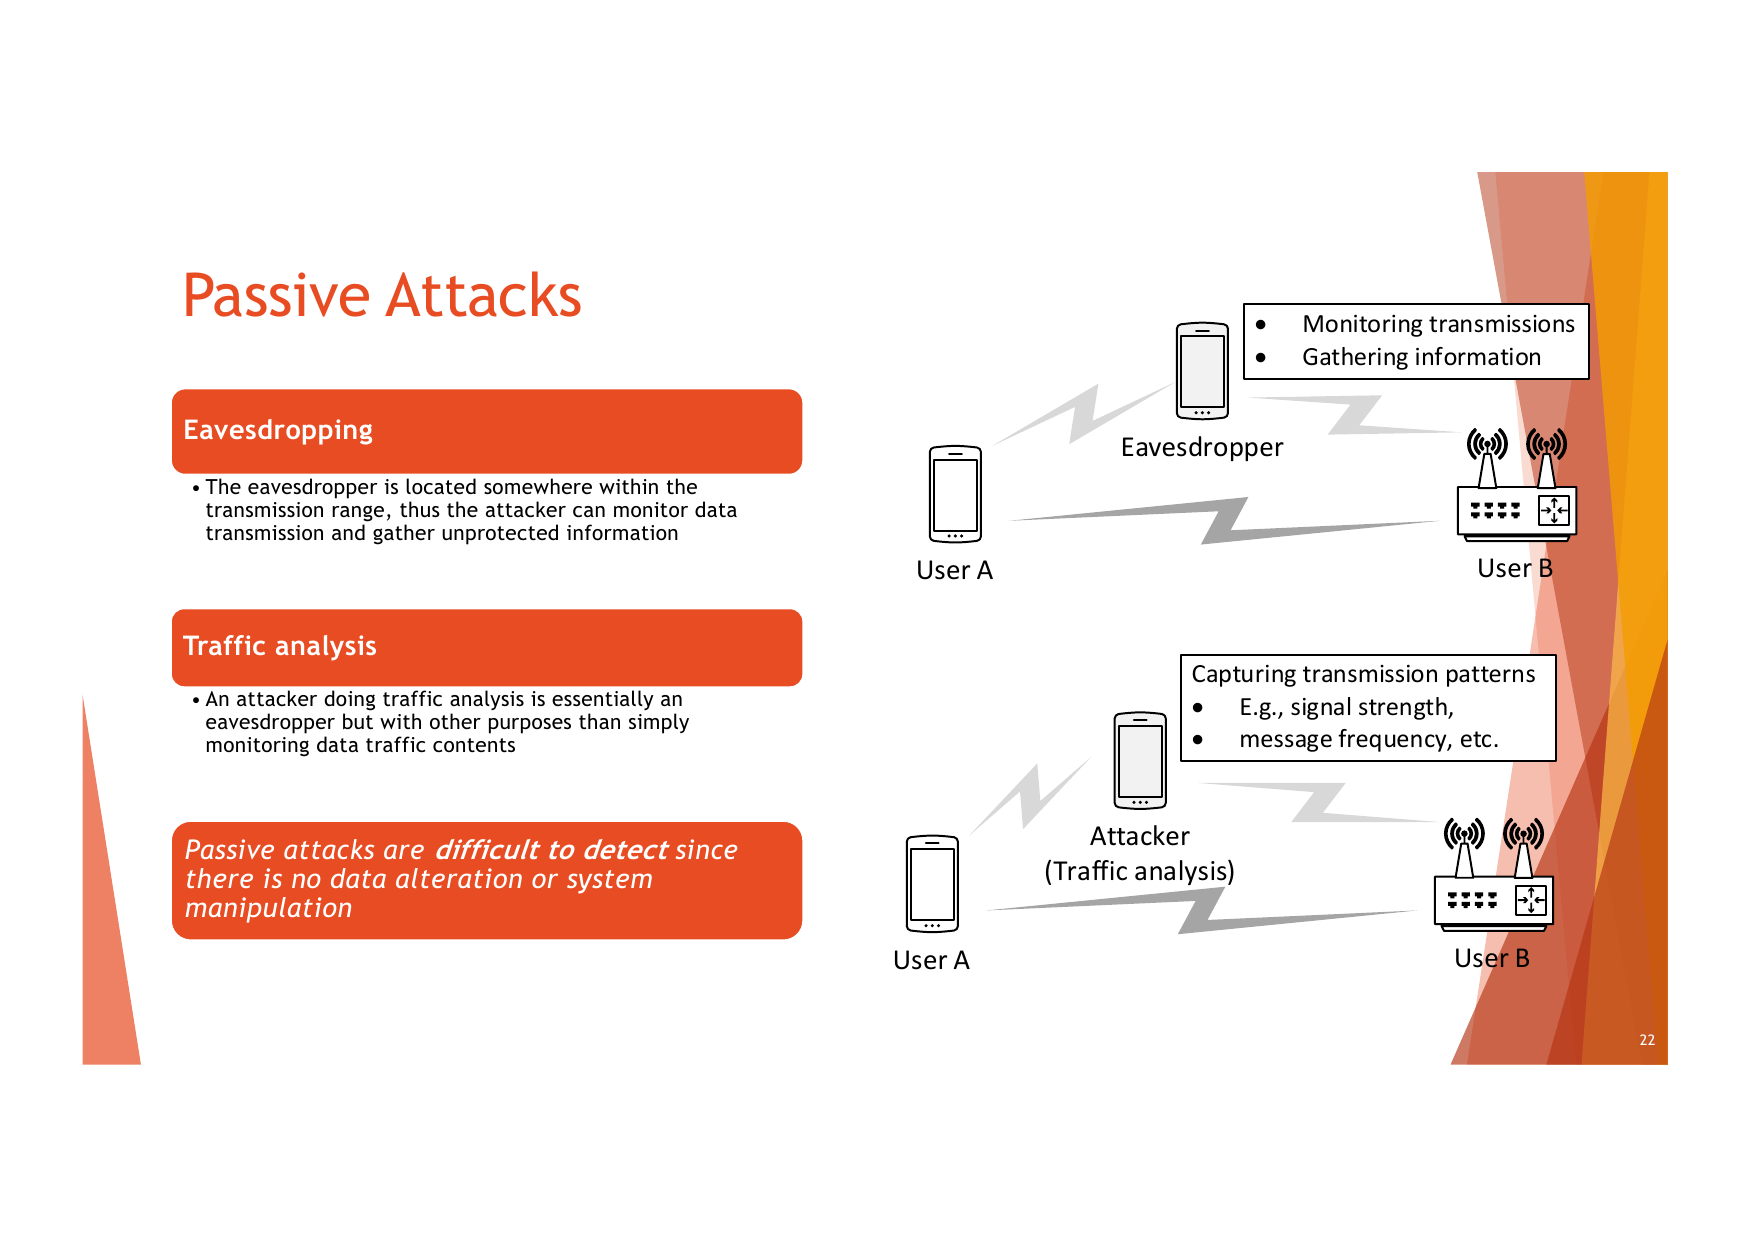 Passive Attacks
Eavesdropping
• The eavesdropper is located somewhere within the
transmission range, thus the attacker can monitor data
transmission and gather unprotected information
Traffic analysis
• An attacker doing traffic analysis is essentially an
eavesdropper but with other purposes than simply
monitoring data traffic contents
Passive attacks are difficult to detect since
there is no data alteration or system
manipulation
• Monitoring transmissions
• Gathering information
Eavesdropper
User A
User B
Capturing transmission patterns
• E.g., signal strength,
• message frequency, etc.
Attacker
(Traffic analysis)
User A
User B
22